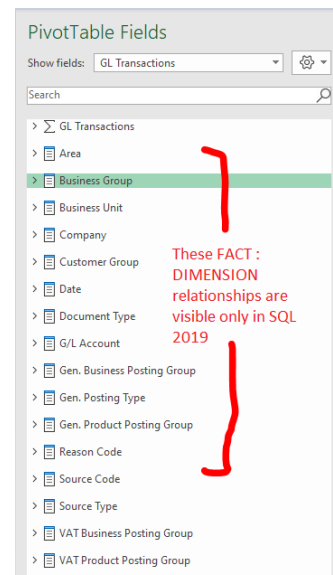 PivotTable Fields
Show fields: GL Transactions
Search
> ∑ GL Transactions
> Area
> Business Group
> Business Unit
> Company
> Customer Group
> Date
> Document Type
> G/L Account
> Gen. Business Posting Group
> Gen. Posting Type
> Gen. Product Posting Group
> Reason Code
> Source Code
> Source Type
> VAT Business Posting Group
> VAT Product Posting Group
These FACT :
DIMENSION
relationships are
visible only in SQL
2019